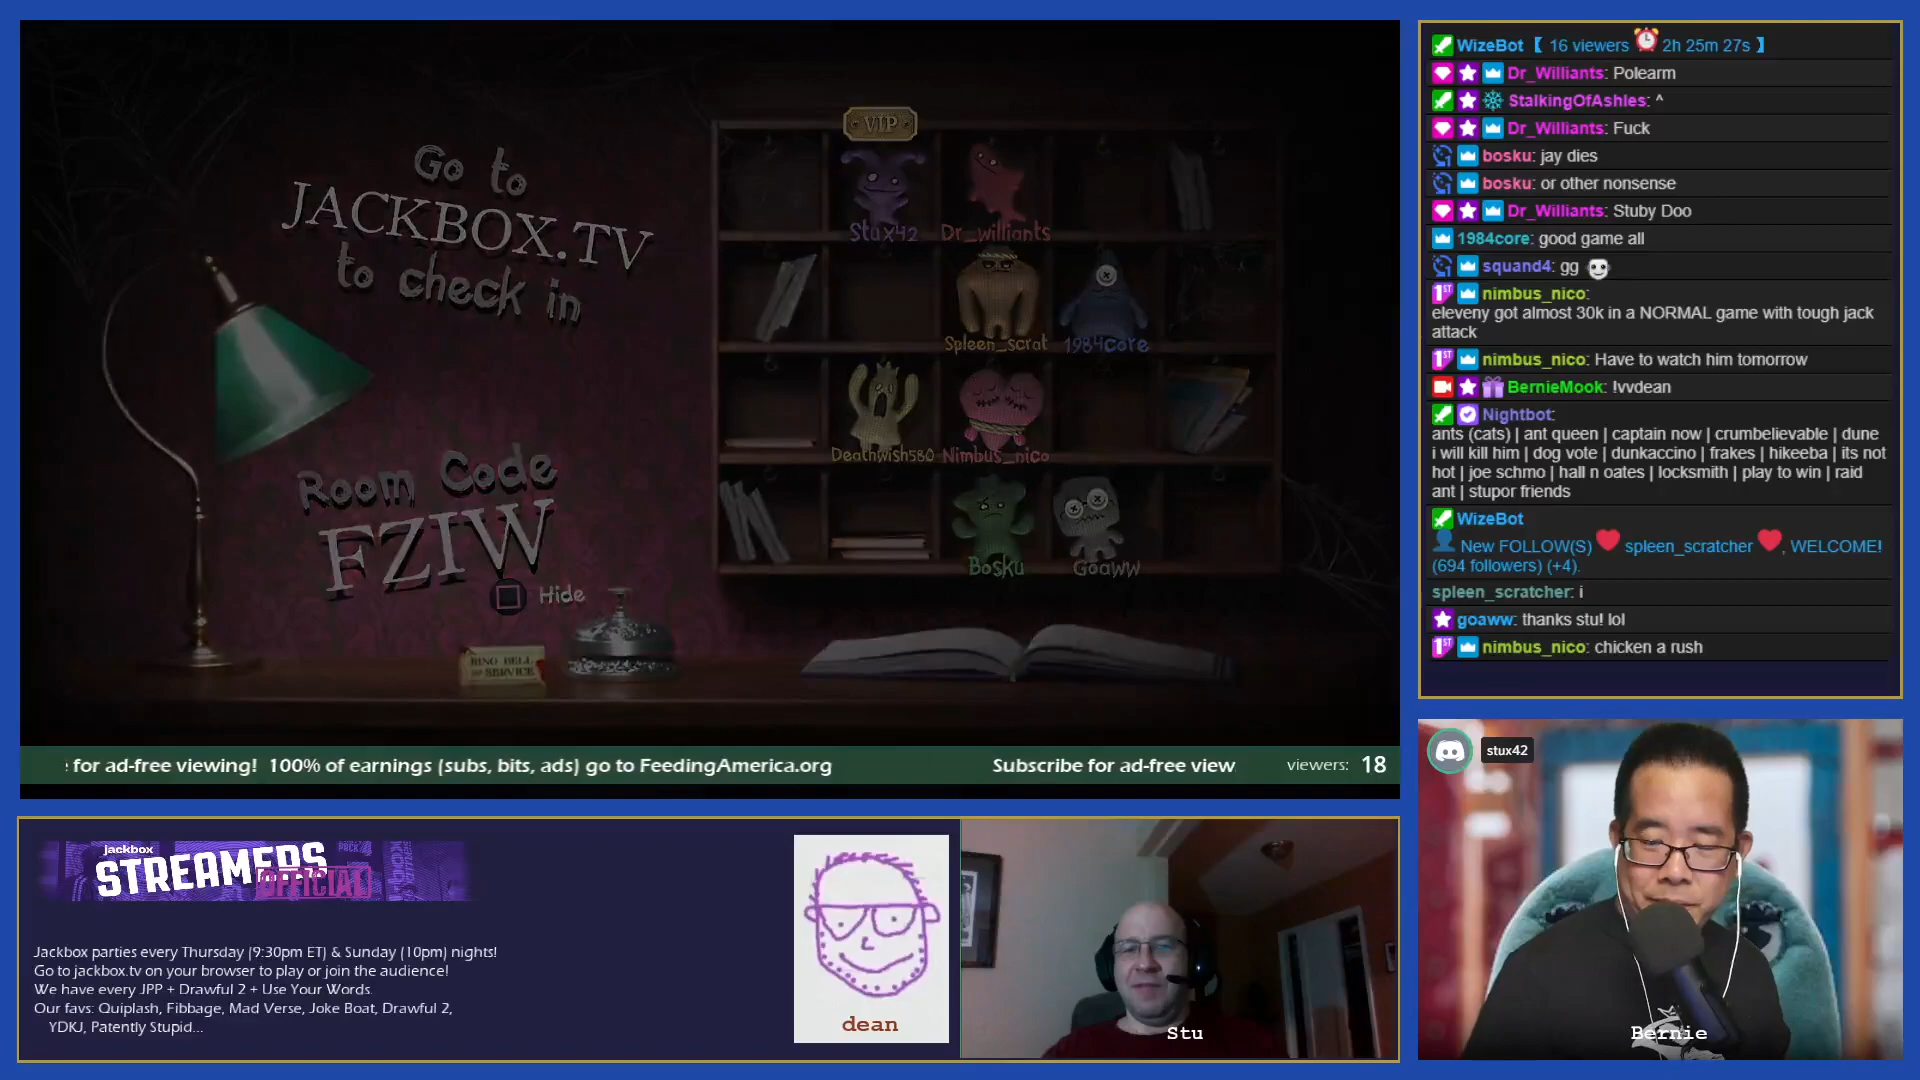 Go to
JACKBOX.TV
to check in
Room Code
FZIW
Hide
RING BELL
FOR SERVICE
VIP
Stux42
Dr_williants
Spleen_scrat
1984core
Deathwish580
Nimbus_nico
Bosku
Goaww
for ad-free viewing! 100% of earnings (subs, bits, ads) go to FeedingAmerica.org
Subscribe for ad-free view
viewers: 18
WizeBot 【 16 viewers 2h 25m 27s 】
Dr_Williants: Polearm
StalkingOfAshles: ^
Dr_Williants: Fuck
bosku: jay dies
bosku: or other nonsense
Dr_Williants: Stuby Doo
1984core: good game all
squand4: gg
1ST nimbus_nico:
eleveny got almost 30k in a NORMAL game with tough jack
attack
1ST nimbus_nico: Have to watch him tomorrow
BernieMook: !vvdean
Nightbot:
ants (cats) | ant queen | captain now | crumbelievable | dune
i will kill him | dog vote | dunkaccino | frakes | hikeeba | its not
hot | joe schmo | hall n oates | locksmith | play to win | raid
ant | stupor friends
WizeBot
New FOLLOW(S) spleen_scratcher , WELCOME!
(694 followers) (+4).
spleen_scratcher: i
goaww: thanks stu! lol
1ST nimbus_nico: chicken a rush
jackbox
STREAMERS
OFFICIAL
Jackbox parties every Thursday (9:30pm ET) & Sunday (10pm) nights!
Go to jackbox.tv on your browser to play or join the audience!
We have every JPP + Drawful 2 + Use Your Words.
Our favs: Quiplash, Fibbage, Mad Verse, Joke Boat, Drawful 2,
YDKJ, Patently Stupid...
dean
Stu
stux42
Bernie